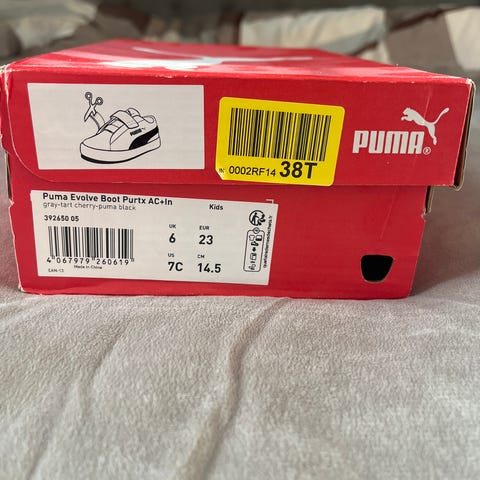 IN 0002RF14 38T
PUMA®
Puma Evolve Boot Purtx AC+In Kids
gray-tart cherry-puma black
392650 05
UK EUR
6 23
US CM
7C 14.5
4 067979 260619
EAN-13
Made in China